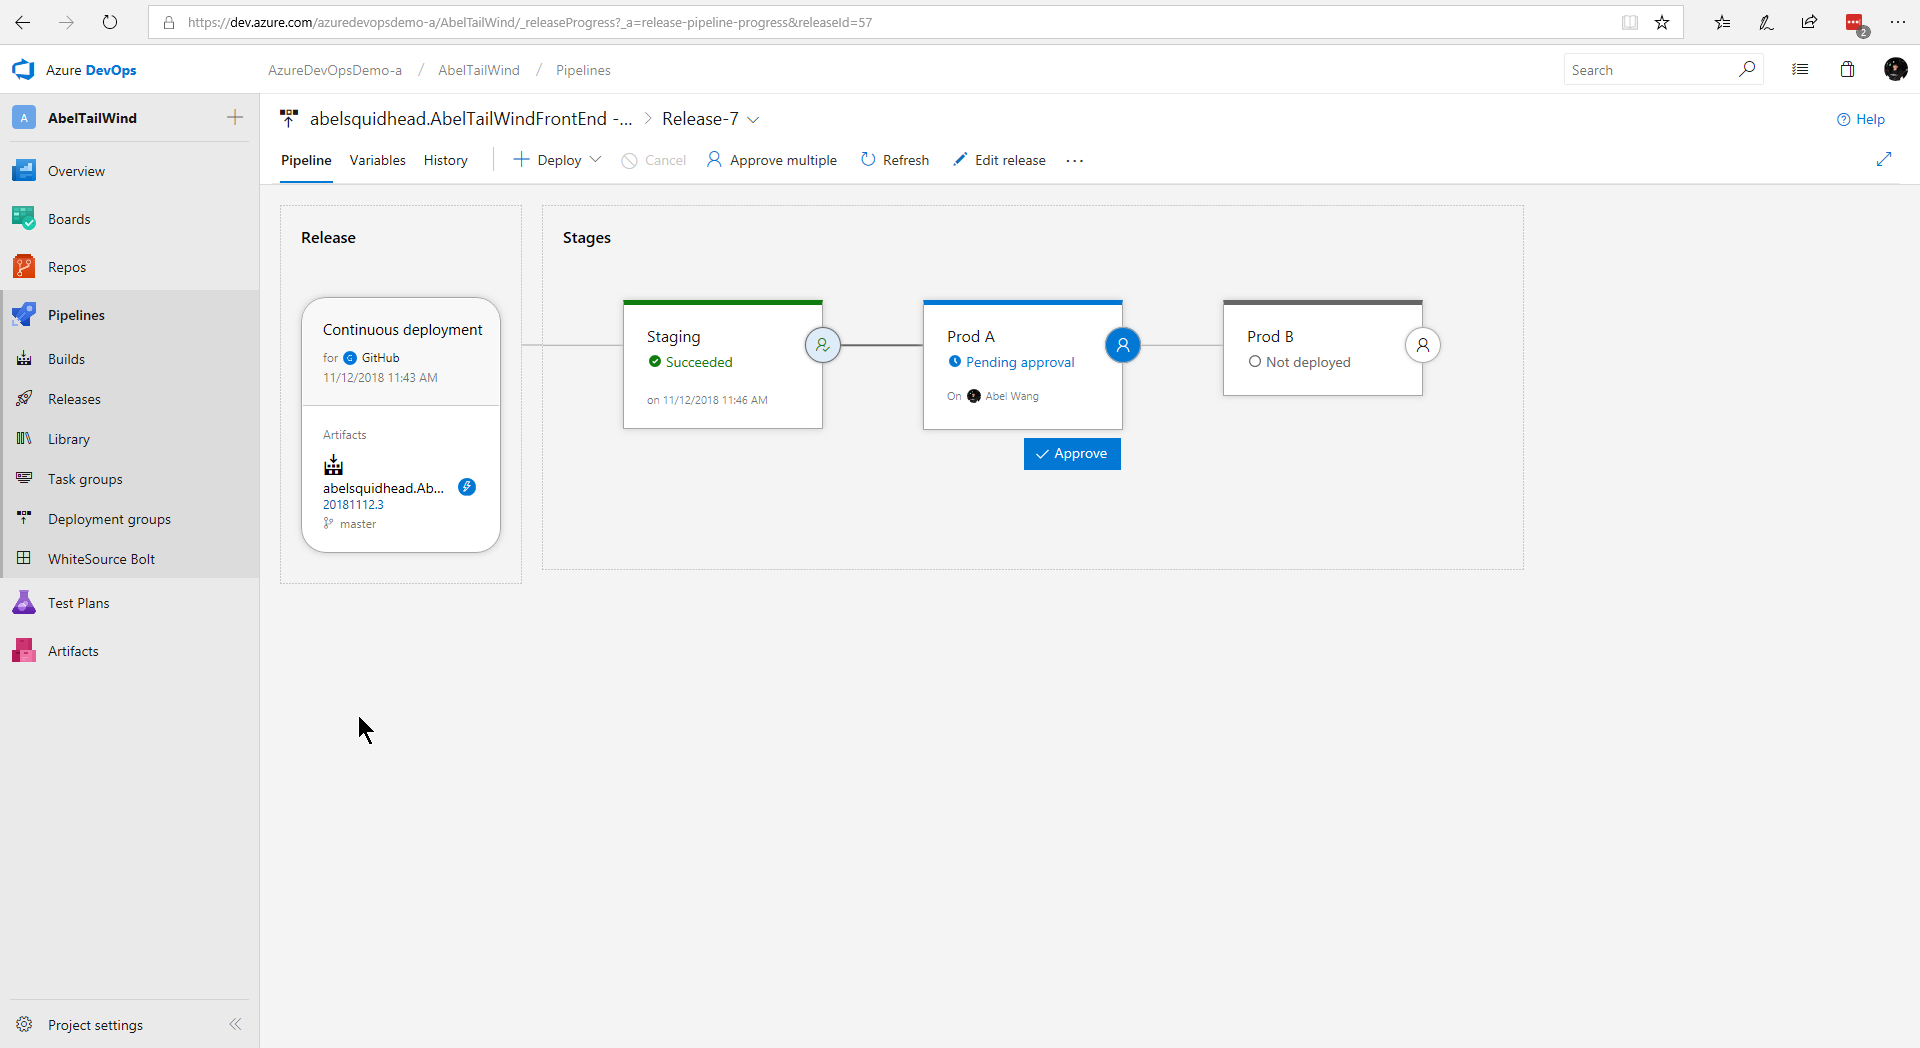 https://dev.azure.com/azuredevopsdemo-a/AbelTailWind/_releaseProgress?_a=release-pipeline-progress&releaseId=57
2
Azure DevOps
AzureDevOpsDemo-a / AbelTailWind / Pipelines
Search
A AbelTailWind
abelsquidhead.AbelTailWindFrontEnd -... > Release-7
Help
Pipeline Variables History Deploy Cancel Approve multiple Refresh Edit release ...
Overview
Boards
Repos
Pipelines
Builds
Releases
Library
Task groups
Deployment groups
WhiteSource Bolt
Test Plans
Artifacts
Project settings
Release
Continuous deployment
for G GitHub
11/12/2018 11:43 AM
Artifacts
abelsquidhead.Ab...
20181112.3
master
Stages
Staging
Succeeded
on 11/12/2018 11:46 AM
Prod A
Pending approval
On Abel Wang
Approve
Prod B
Not deployed